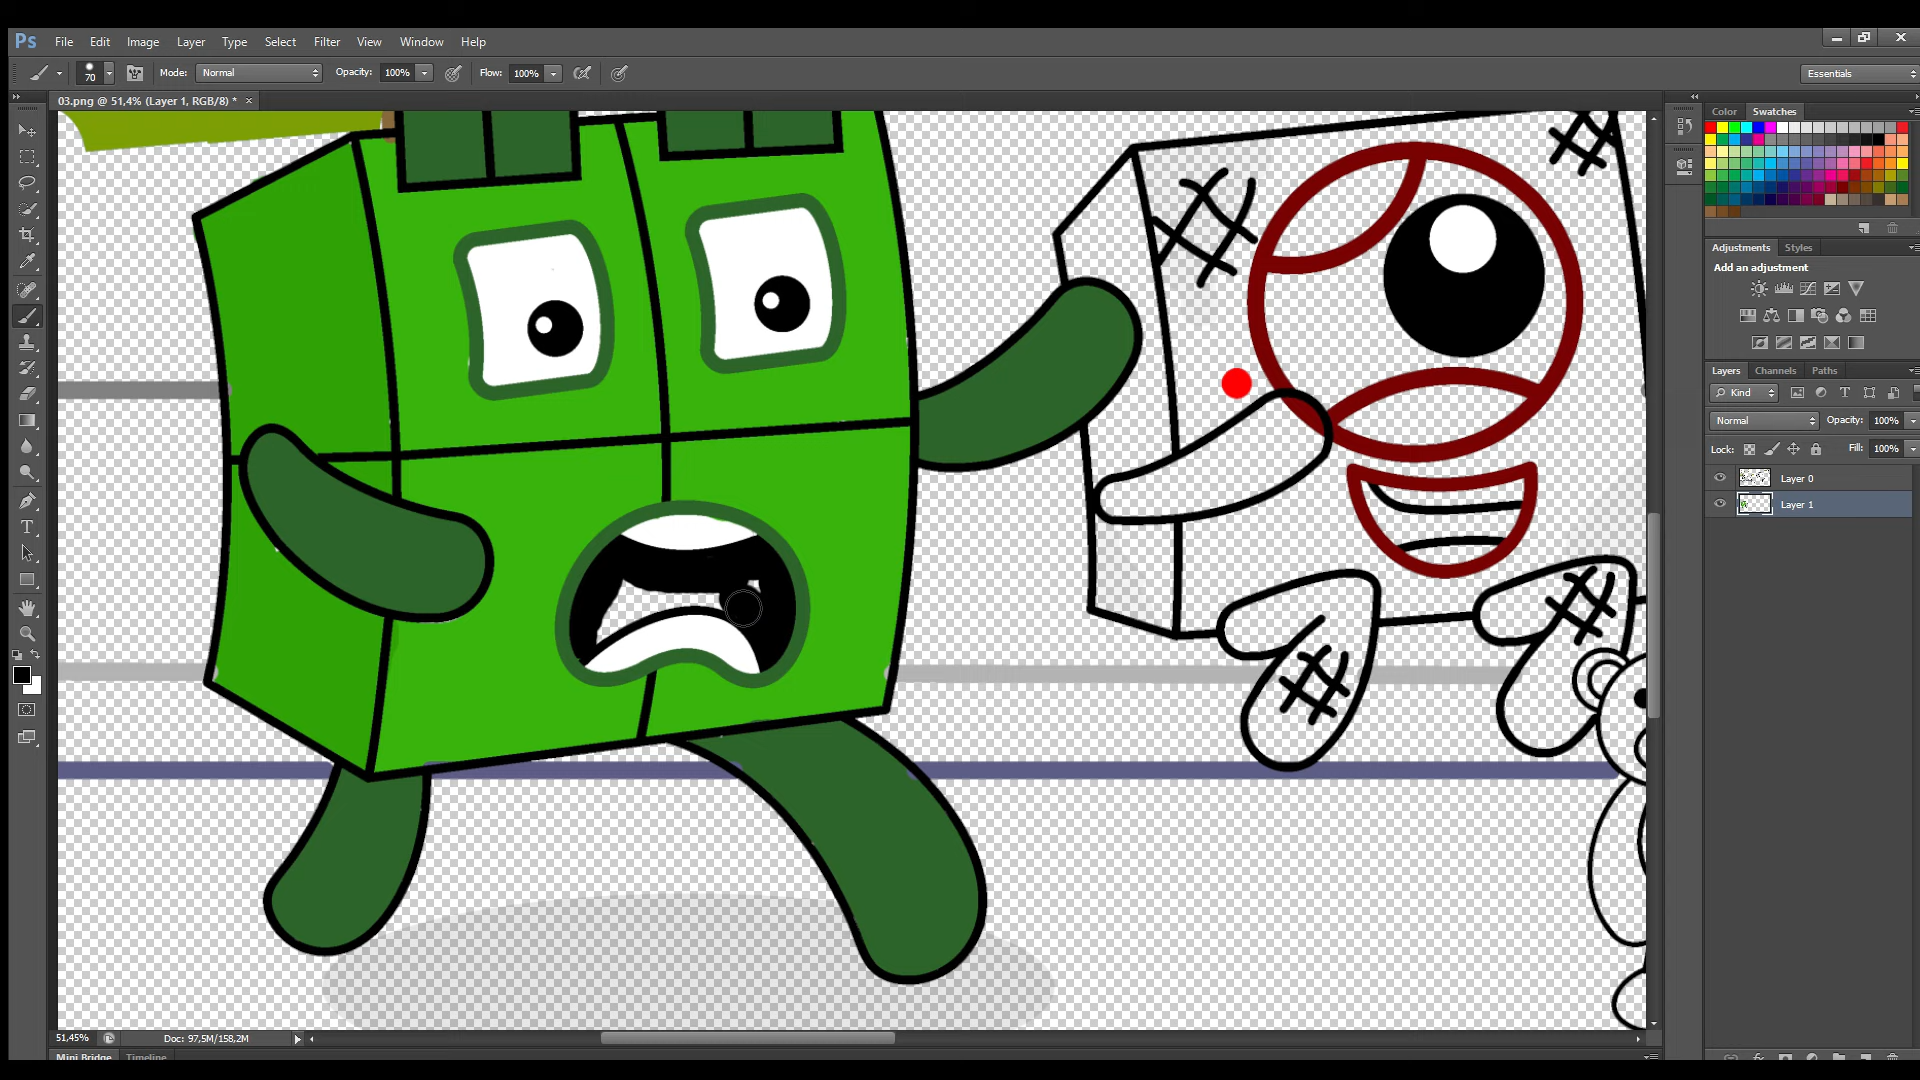 Ps File Edit Image Layer Type Select Filter View Window Help
70 Mode: Normal Opacity: 100% Flow: 100% Essentials
03.png @ 51,4% (Layer 1, RGB/8) * ×
Color Swatches
Adjustments Styles
Add an adjustment
Layers Channels Paths
Kind T
Normal Opacity: 100%
Lock: Fill: 100%
Layer 0
Layer 1
T
51,45% Doc: 97,5M/158,2M
Mini Bridge Timeline